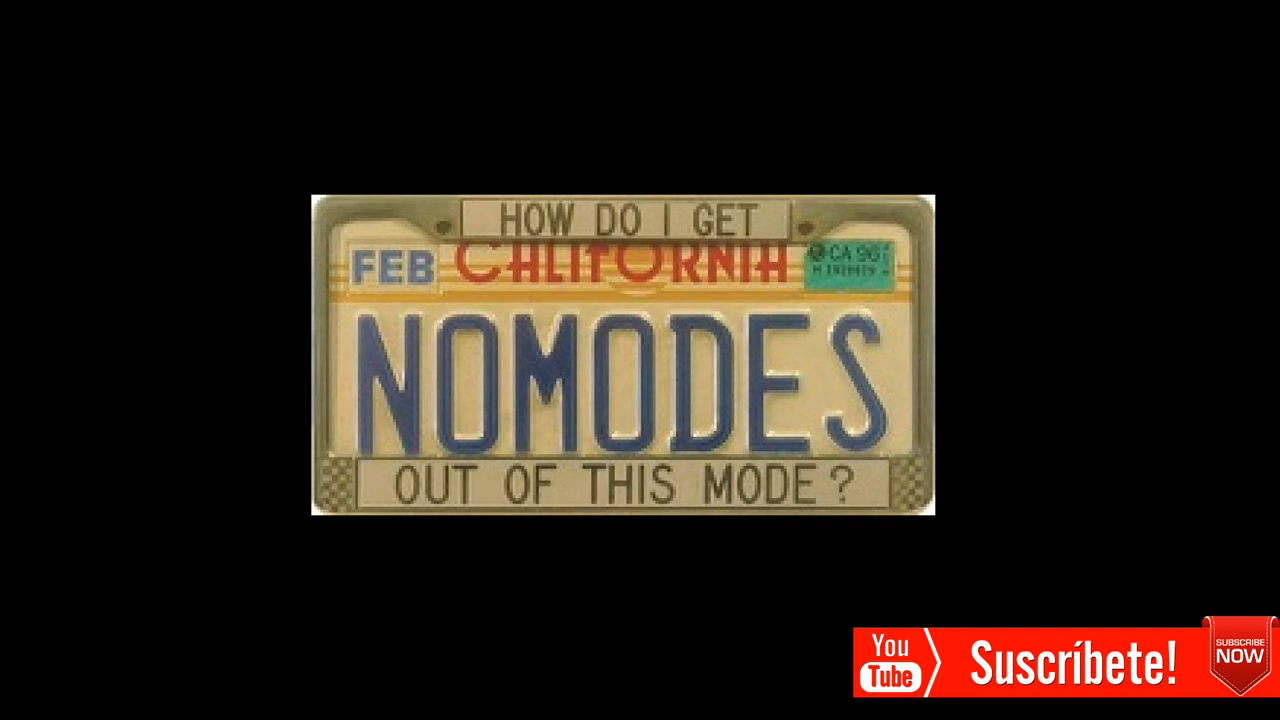 HOW DO I GET
FEB CALIFORNIA CA 96
NOMODES
OUT OF THIS MODE?
You Tube Suscríbete! SUBSCRIBE NOW